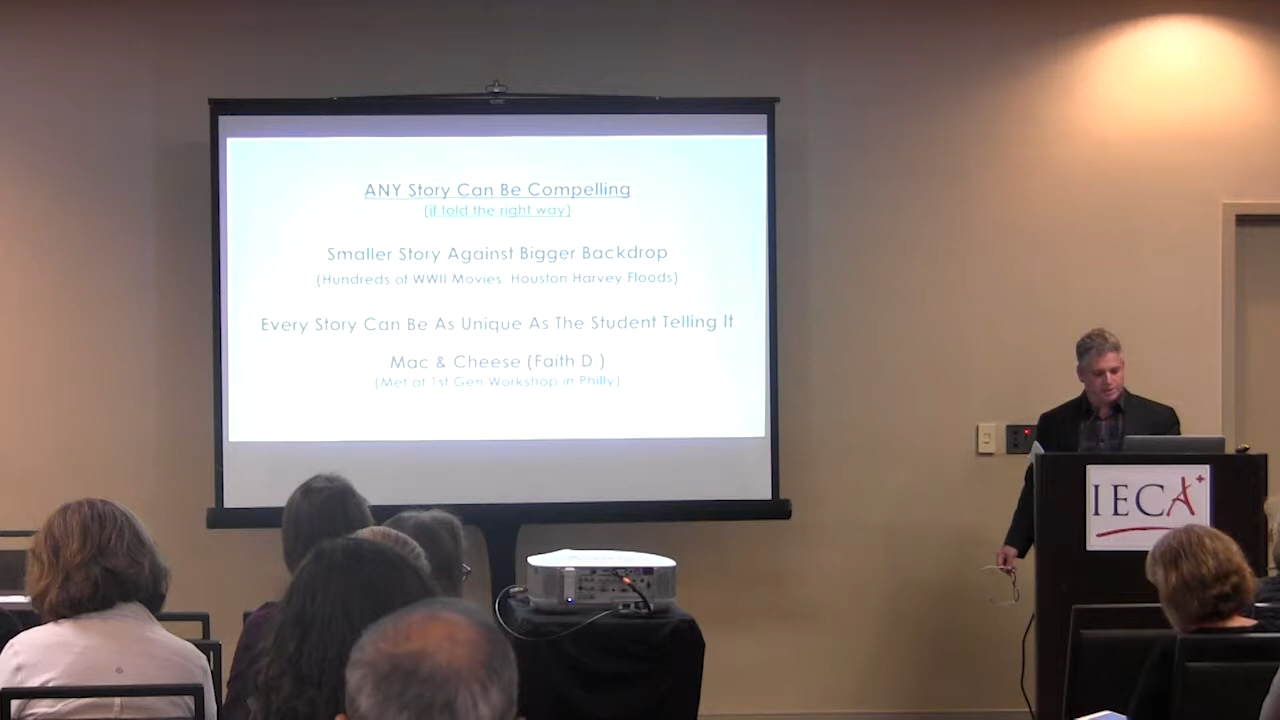 ANY Story Can Be Compelling
(if told the right way)
Smaller Story Against Bigger Backdrop
(Hundreds of WWII Movies Houston Harvey Floods)
Every Story Can Be As Unique As The Student Telling It
Mac & Cheese (Faith D.)
(Met at 1st Gen Workshop in Philly)
IECA+